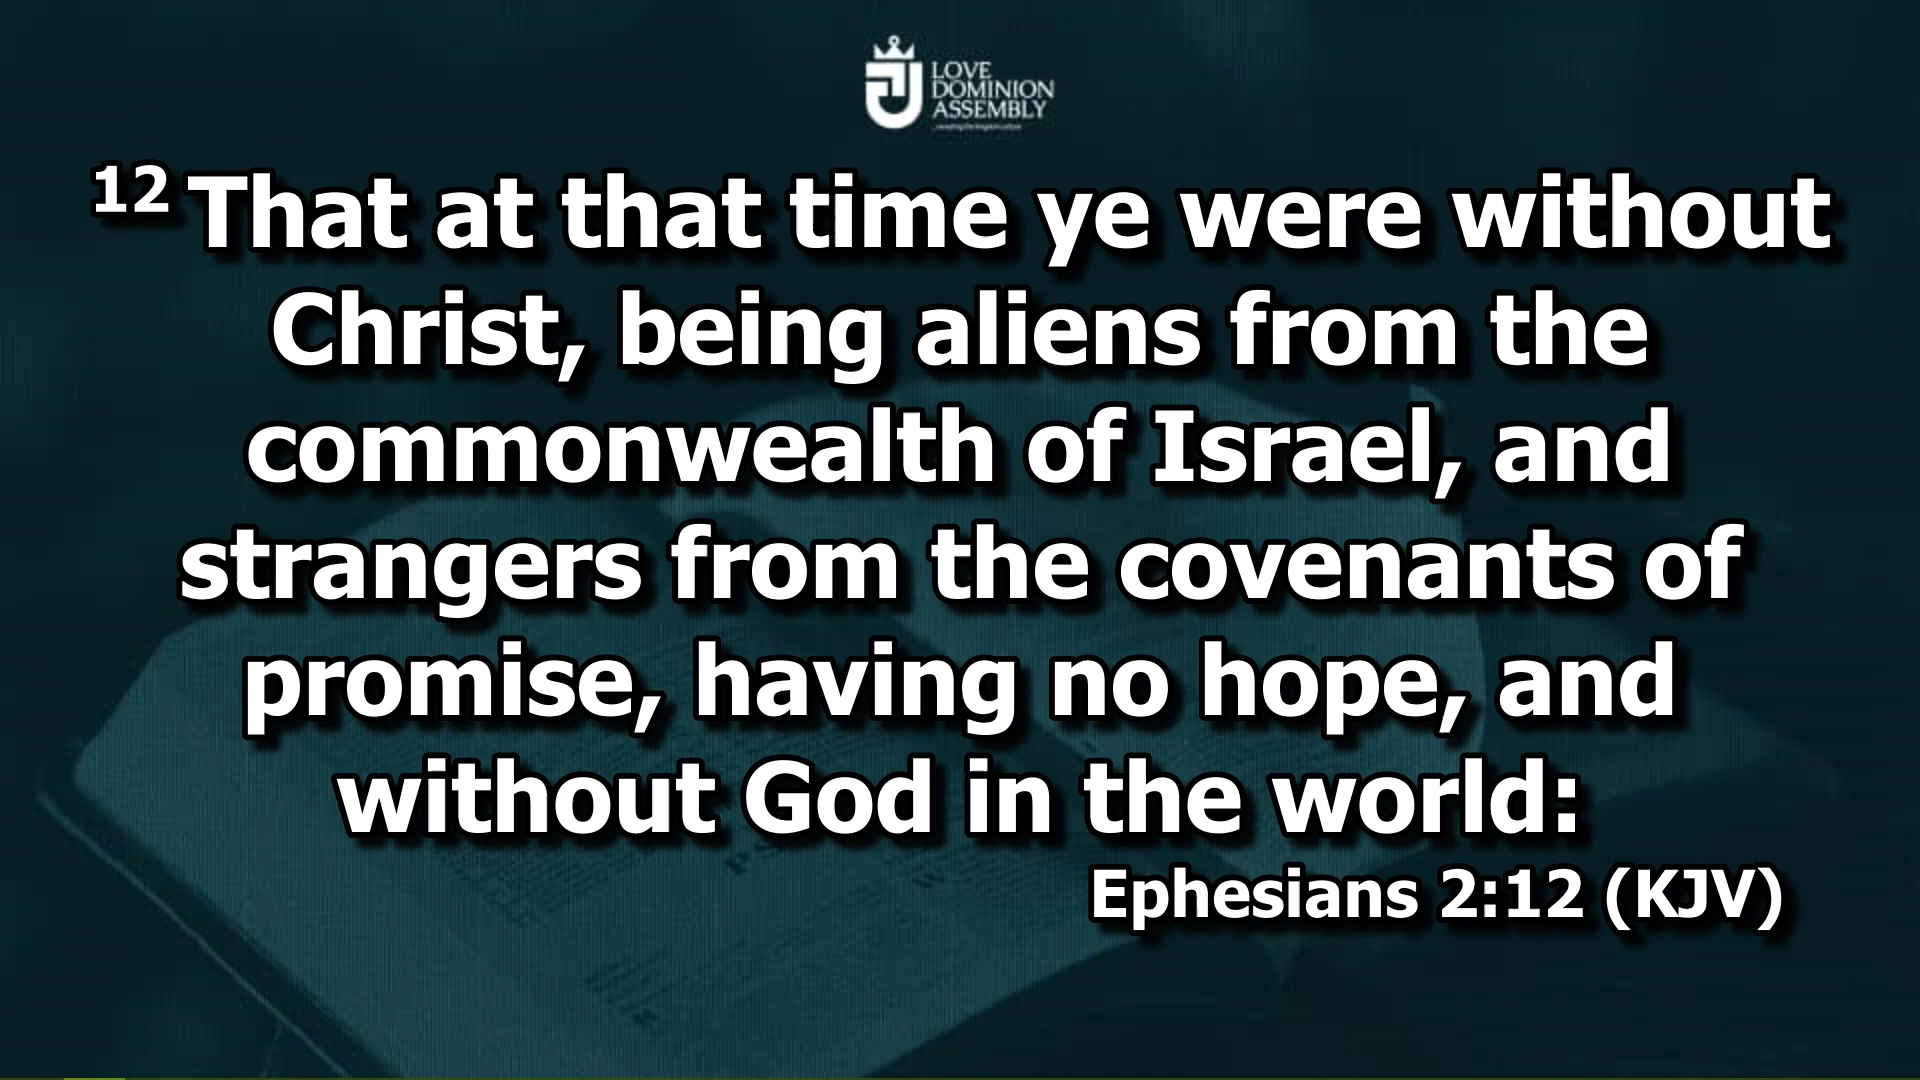 LOVE
DOMINION
ASSEMBLY
12 That at that time ye were without
Christ, being aliens from the
commonwealth of Israel, and
strangers from the covenants of
promise, having no hope, and
without God in the world:
Ephesians 2:12 (KJV)